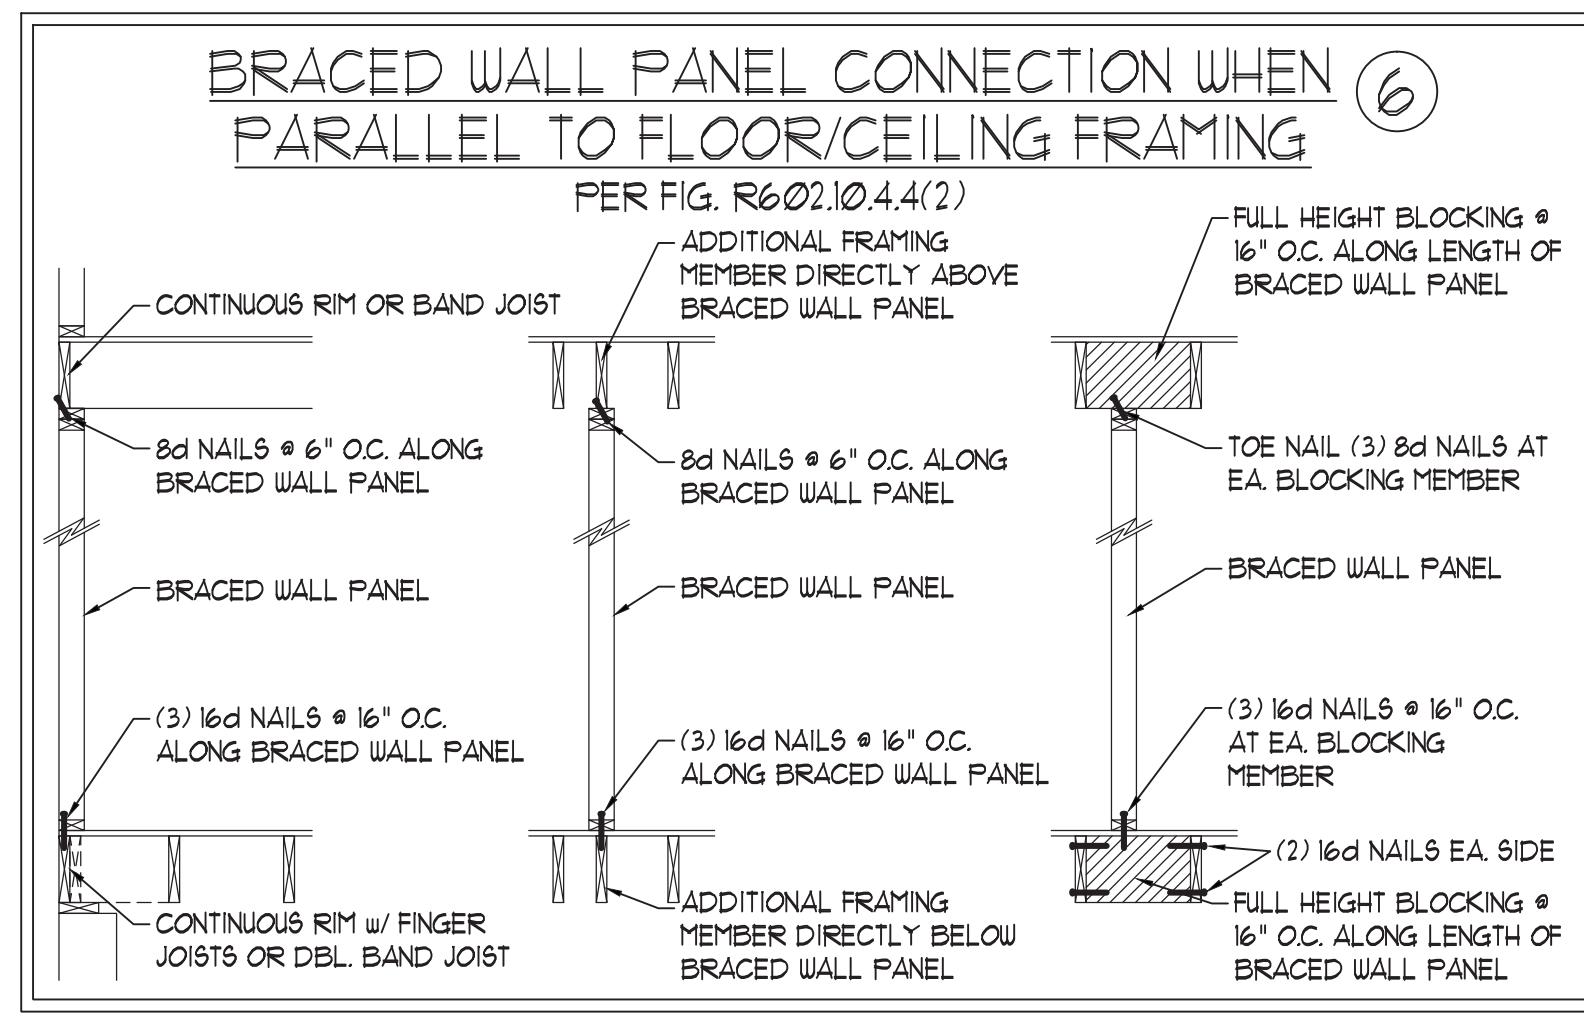 BRACED WALL PANEL CONNECTION WHEN
PARALLEL TO FLOOR/CEILING FRAMING
6
PER FIG. R602.10.4.4(2)
CONTINUOUS RIM OR BAND JOIST
8d NAILS @ 6" O.C. ALONG
BRACED WALL PANEL
BRACED WALL PANEL
(3) 16d NAILS @ 16" O.C.
ALONG BRACED WALL PANEL
CONTINUOUS RIM w/ FINGER
JOISTS OR DBL. BAND JOIST
ADDITIONAL FRAMING
MEMBER DIRECTLY ABOVE
BRACED WALL PANEL
8d NAILS @ 6" O.C. ALONG
BRACED WALL PANEL
BRACED WALL PANEL
(3) 16d NAILS @ 16" O.C.
ALONG BRACED WALL PANEL
ADDITIONAL FRAMING
MEMBER DIRECTLY BELOW
BRACED WALL PANEL
FULL HEIGHT BLOCKING @
16" O.C. ALONG LENGTH OF
BRACED WALL PANEL
TOE NAIL (3) 8d NAILS AT
EA. BLOCKING MEMBER
BRACED WALL PANEL
(3) 16d NAILS @ 16" O.C.
AT EA. BLOCKING
MEMBER
(2) 16d NAILS EA. SIDE
FULL HEIGHT BLOCKING @
16" O.C. ALONG LENGTH OF
BRACED WALL PANEL